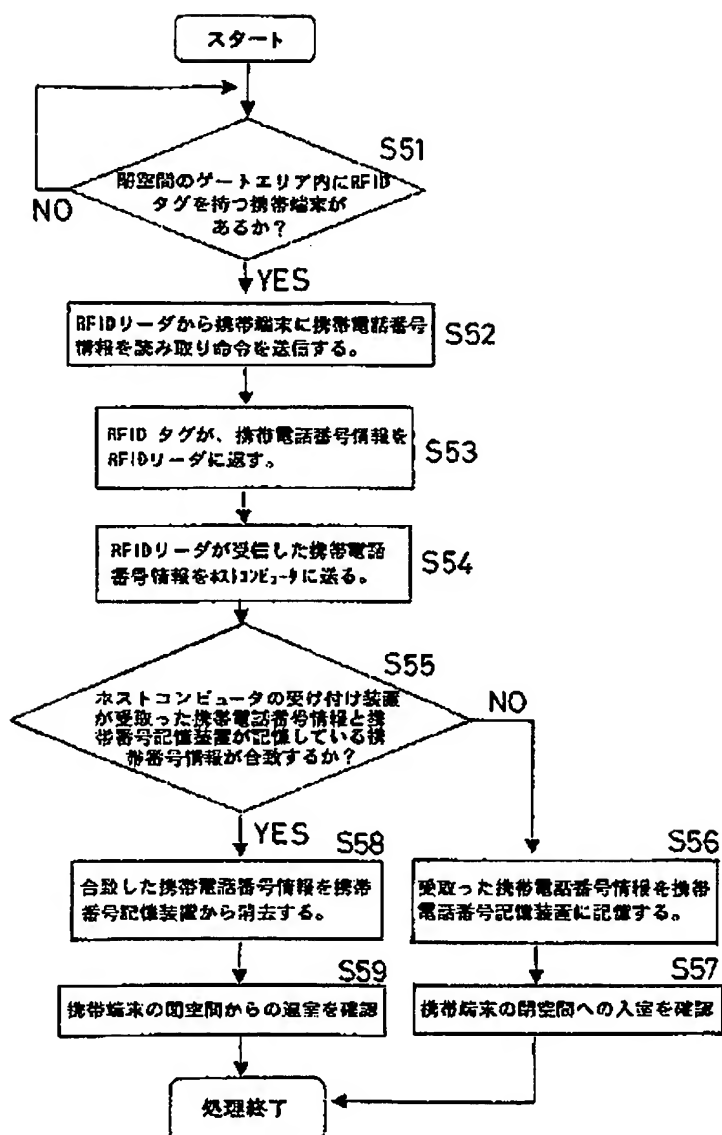 スタート
S51
閉空間のゲートエリア内にRFID
タグを持つ携帯端末が
あるか?
NO
YES
RFIDリーダから携帯端末に携帯電話番号
情報を読み取り命令を送信する。
S52
RFID タグが、携帯電話番号情報を
RFIDリーダに返す。
S53
RFIDリーダが受信した携帯電話
番号情報をホストコンピュータに送る。
S54
S55
ホストコンピュータの受け付け装置
が受取った携帯電話番号情報と携
帯番号記憶装置が記憶している携
帯番号情報が合致するか?
NO
YES
S58
合致した携帯電話番号情報を携帯
番号記憶装置から消去する。
S56
受取った携帯電話番号情報を携帯
電話番号記憶装置に記憶する。
S59
携帯端末の閉空間からの退室を確認
S57
携帯端末の閉空間への入室を確認
処理終了